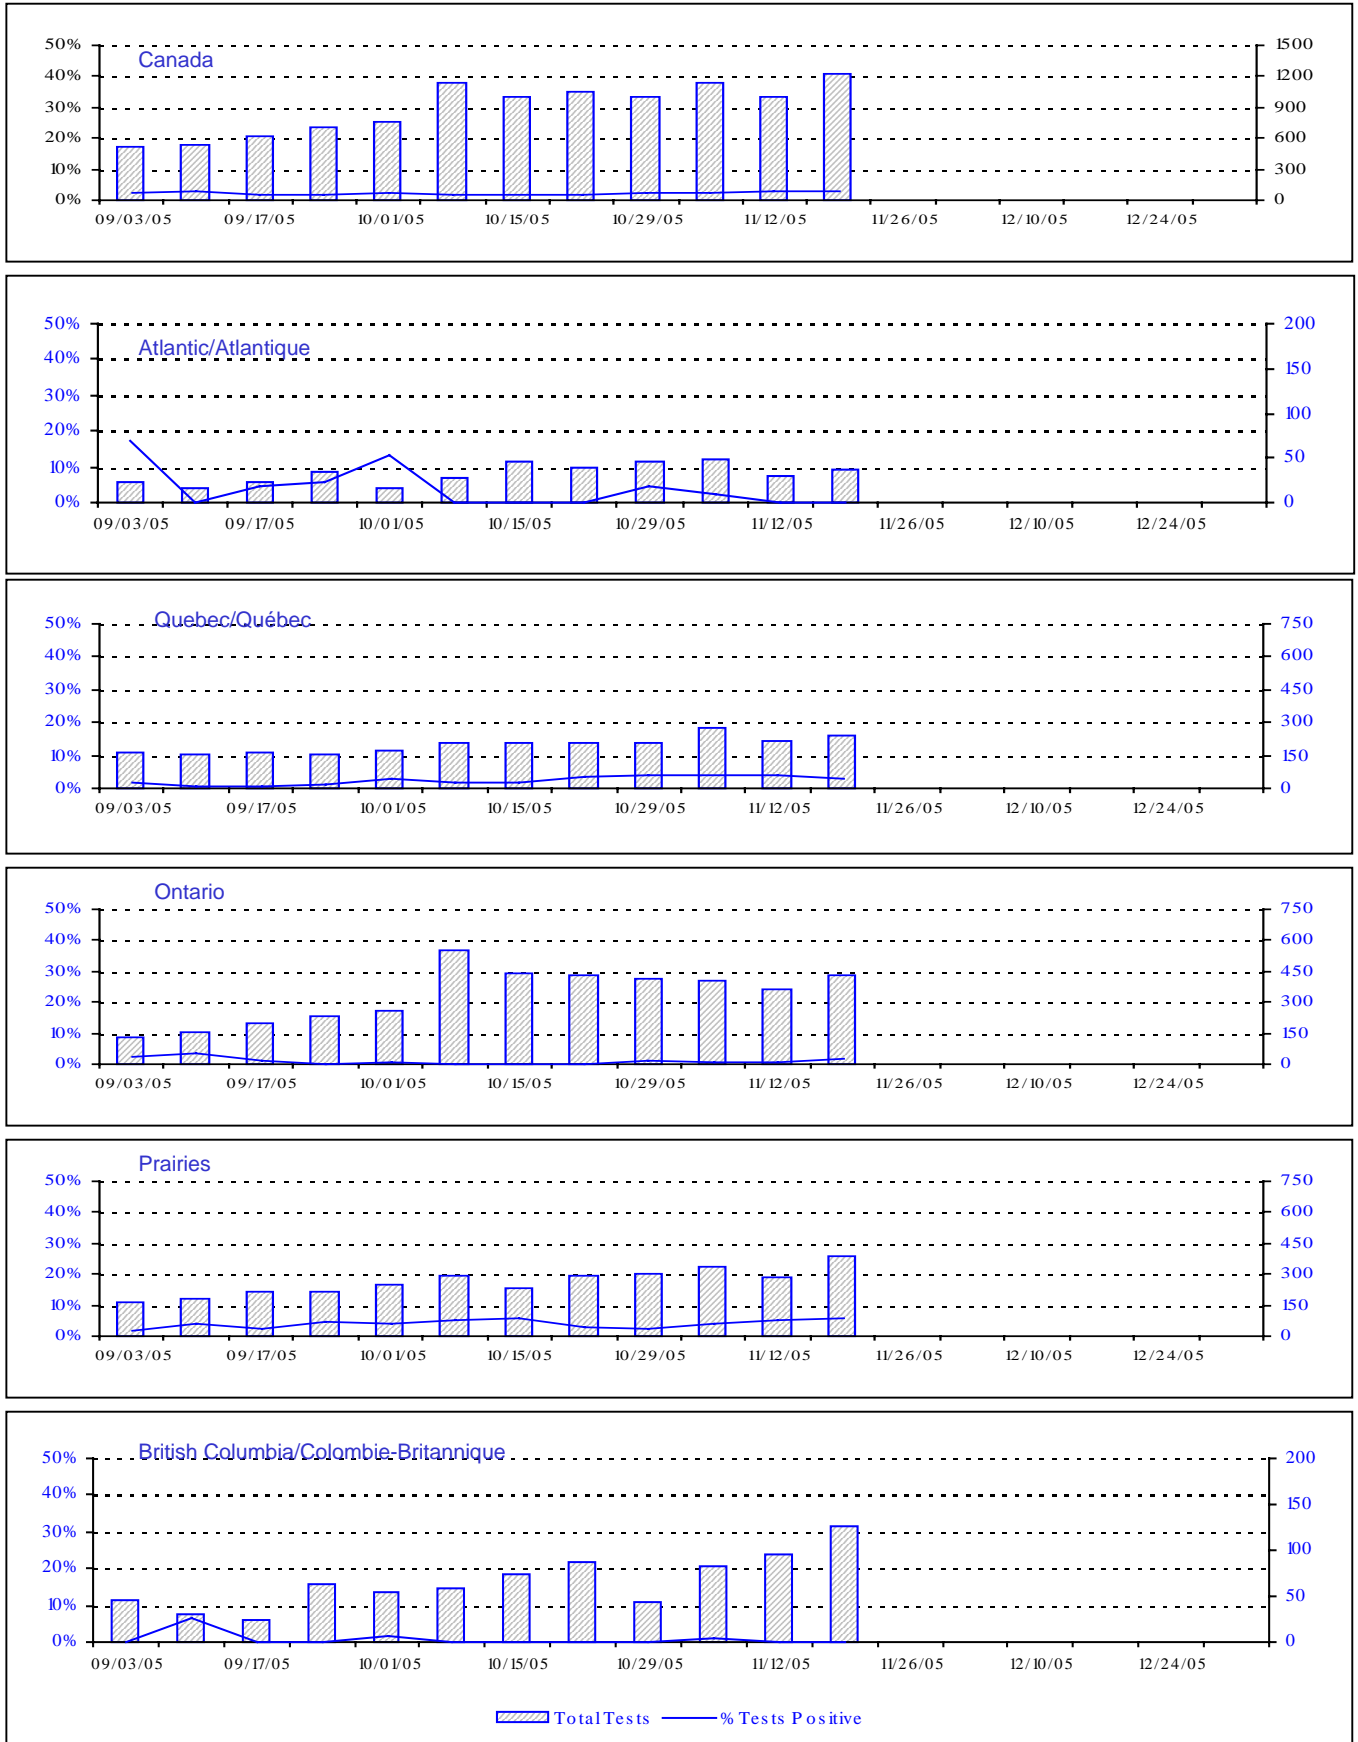 Canada
50% 1500
40% 1200
30% 900
20% 600
10% 300
0% 0
09/03/05 09/17/05 10/01/05 10/15/05 10/29/05 11/12/05 11/26/05 12/10/05 12/24/05
Atlantic/Atlantique
50% 200
40% 150
30% 100
20% 50
10% 0
0%
09/03/05 09/17/05 10/01/05 10/15/05 10/29/05 11/12/05 11/26/05 12/10/05 12/24/05
Quebec/Québec
50% 750
40% 600
30% 450
20% 300
10% 150
0% 0
09/03/05 09/17/05 10/01/05 10/15/05 10/29/05 11/12/05 11/26/05 12/10/05 12/24/05
Ontario
50% 750
40% 600
30% 450
20% 300
10% 150
0% 0
09/03/05 09/17/05 10/01/05 10/15/05 10/29/05 11/12/05 11/26/05 12/10/05 12/24/05
Prairies
50% 750
40% 600
30% 450
20% 300
10% 150
0% 0
09/03/05 09/17/05 10/01/05 10/15/05 10/29/05 11/12/05 11/26/05 12/10/05 12/24/05
British Columbia/Colombie-Britannique
50% 200
40% 150
30% 100
20% 50
10% 0
0%
09/03/05 09/17/05 10/01/05 10/15/05 10/29/05 11/12/05 11/26/05 12/10/05 12/24/05
Total Tests % Tests Positive